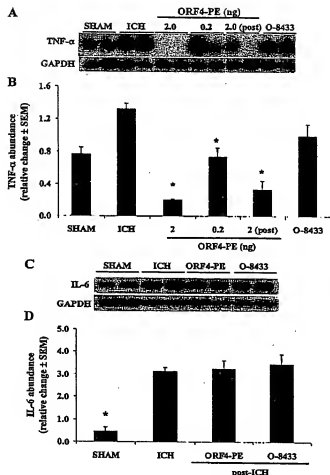 A
ORF4-PE (ng)
SHAM ICH 2.0 0.2 2.0 (post) O-8433
TNF-α
GAPDH
B
TNF-α abundance
(relative change ± SEM)
1.6
1.2
0.8
0.4
0.0
* * *
SHAM ICH 2 0.2 2 (post) O-8433
ORF4-PE (ng)
C
SHAM ICH ORF4-PE O-8433
IL-6
GAPDH
D
IL-6 abundance
(relative change ± SEM)
5.0
4.0
3.0
2.0
1.0
0.0
*
SHAM ICH ORF4-PE O-8433
post-ICH